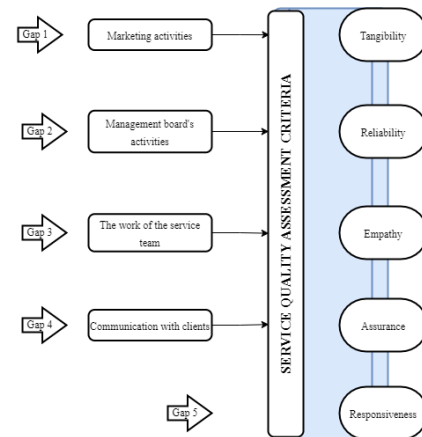 Gap 1
Marketing activities
Tangibility
Gap 2
Management board's
activities
Reliability
Gap 3
The work of the service
team
Empathy
Gap 4
Communication with clients
Assurance
Gap 5
Responsiveness
SERVICE QUALITY ASSESSMENT CRITERIA